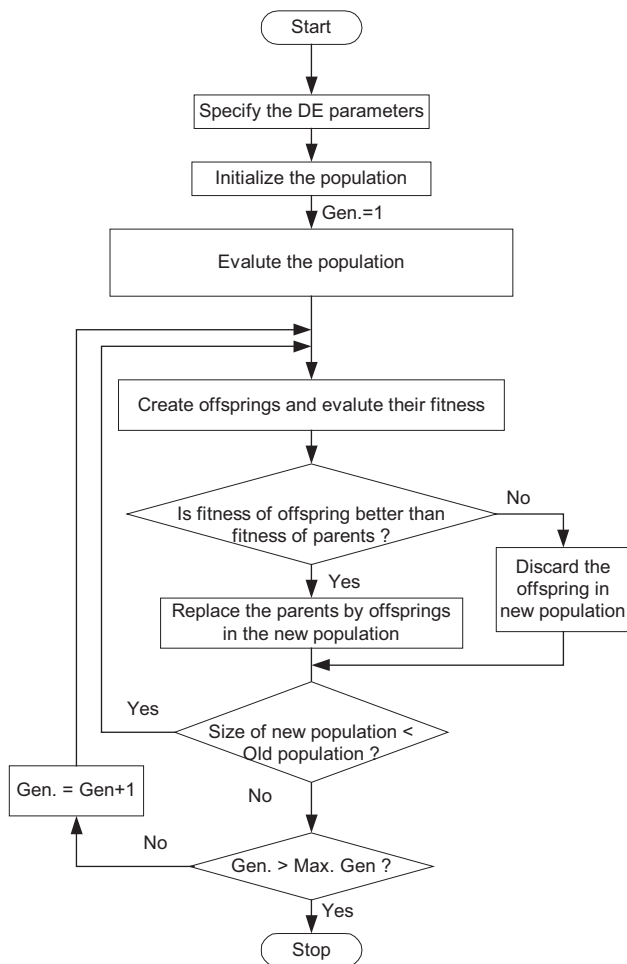 Start
Specify the DE parameters
Initialize the population
Gen.=1
Evalute the population
Create offsprings and evalute their fitness
Is fitness of offspring better than
fitness of parents ?
No
Yes
Discard the
offspring in
new population
Replace the parents by offsprings
in the new population
Yes
Size of new population <
Old population ?
Gen. = Gen+1
No
No
Gen. > Max. Gen ?
Yes
Stop